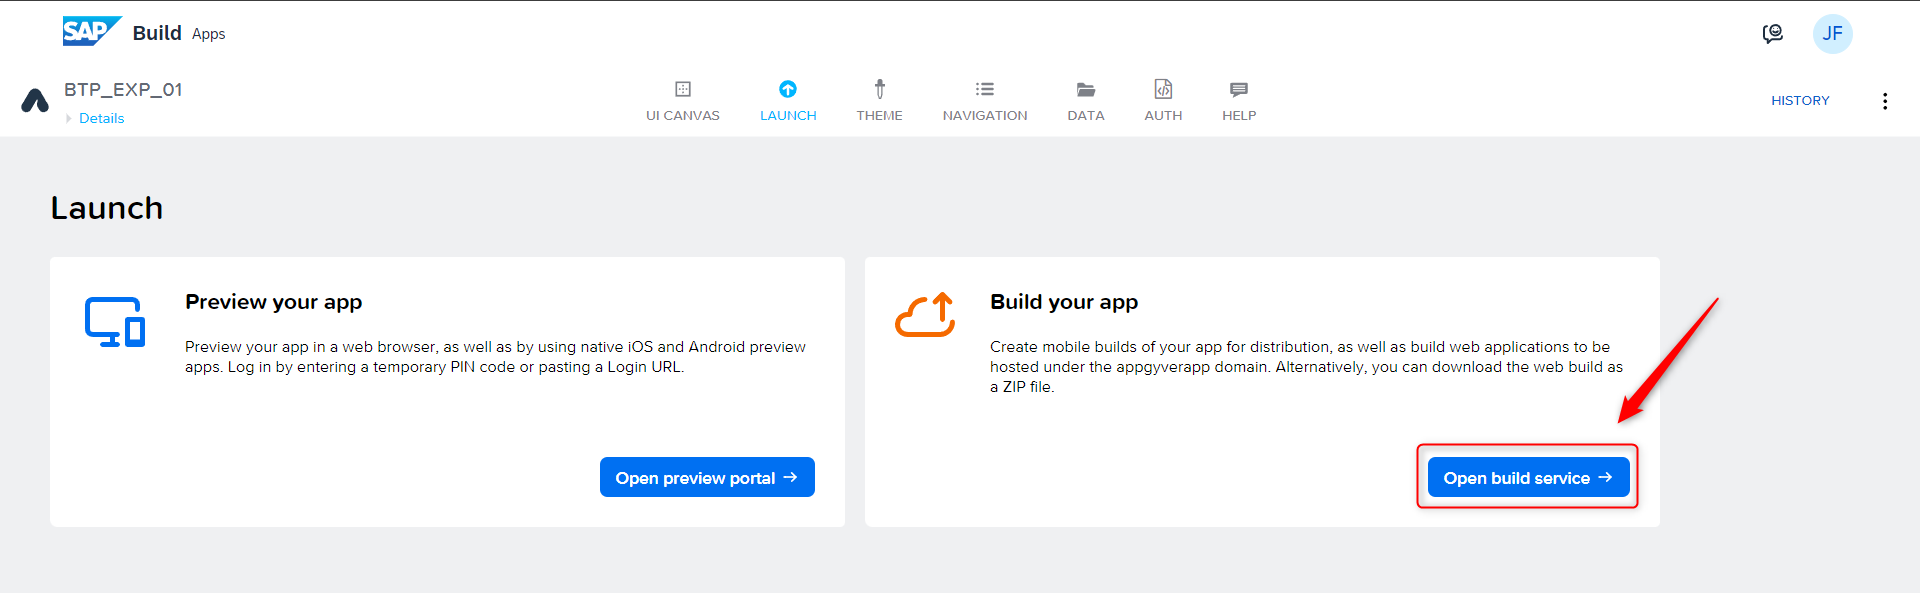 SAP Build Apps
JF
BTP_EXP_01
Details
UI CANVAS
LAUNCH
THEME
NAVIGATION
DATA
AUTH
HELP
HISTORY
Launch
Preview your app
Preview your app in a web browser, as well as by using native iOS and Android preview
apps. Log in by entering a temporary PIN code or pasting a Login URL.
Open preview portal →
Build your app
Create mobile builds of your app for distribution, as well as build web applications to be
hosted under the appgyverapp domain. Alternatively, you can download the web build as
a ZIP file.
Open build service →